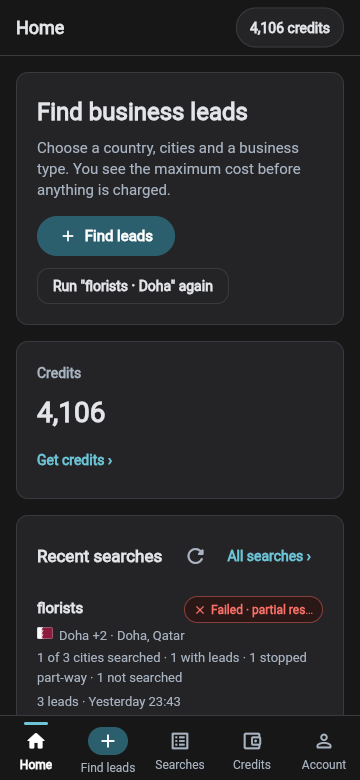 Home
4,106 credits
Find business leads
Choose a country, cities and a business
type. You see the maximum cost before
anything is charged.
+ Find leads
Run "florists · Doha" again
Credits
4,106
Get credits ›
Recent searches
All searches ›
florists
× Failed · partial res…
Doha +2 · Doha, Qatar
1 of 3 cities searched · 1 with leads · 1 stopped
part-way · 1 not searched
3 leads · Yesterday 23:43
Home
Find leads
Searches
Credits
Account